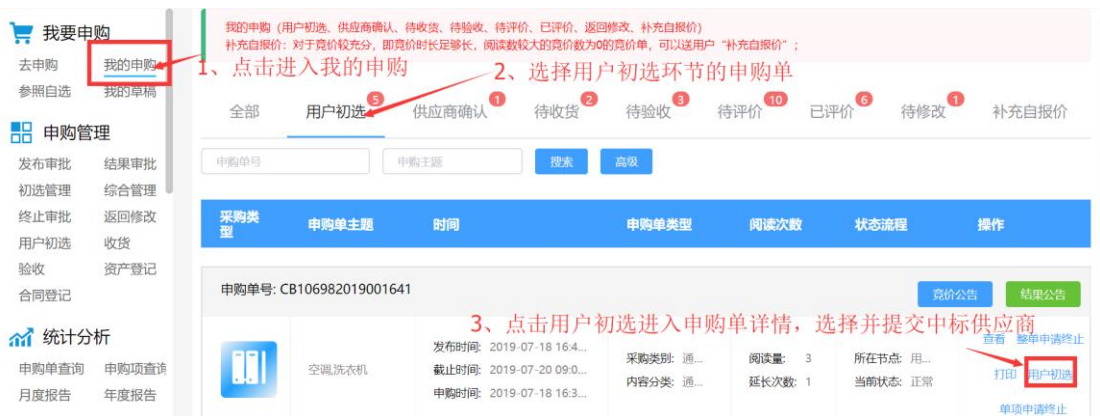 我要申购
去申购 我的申购
参照自选 我的草稿
申购管理
发布审批 结果审批
初选管理 综合管理
终止审批 返回修改
用户初选 收货
验收 资产登记
合同登记
统计分析
申购单查询 申购项查询
月度报告 年度报告
我的申购（用户初选、供应商确认、待收货、待验收、待评价、已评价、返回修改、补充自报价）
补充自报价：对于竞价较充分，即竞价时长足够长，阅读数较大的竞价数为0的竞价单，可以送用户“补充自报价”；
1、点击进入我的申购
2、选择用户初选环节的申购单
全部 用户初选 5 供应商确认 1 待收货 2 待验收 3 待评价 10 已评价 6 待修改 1 补充自报价
申购单号 申购主题 搜索 高级
采购类型 申购单主题 时间 申购单类型 阅读次数 状态流程 操作
申购单号: CB106982019001641 竞价公告 结果公告
3、点击用户初选进入申购单详情，选择并提交中标供应商
发布时间: 2019-07-18 16:4... 查看 整单申请终止
空调,洗衣机 截止时间: 2019-07-20 09:0... 采购类别: 通... 阅读量: 3 所在节点: 用...
申购时间: 2019-07-18 16:3... 内容分类: 通... 延长次数: 1 当前状态: 正常 打印 用户初选
单项申请终止